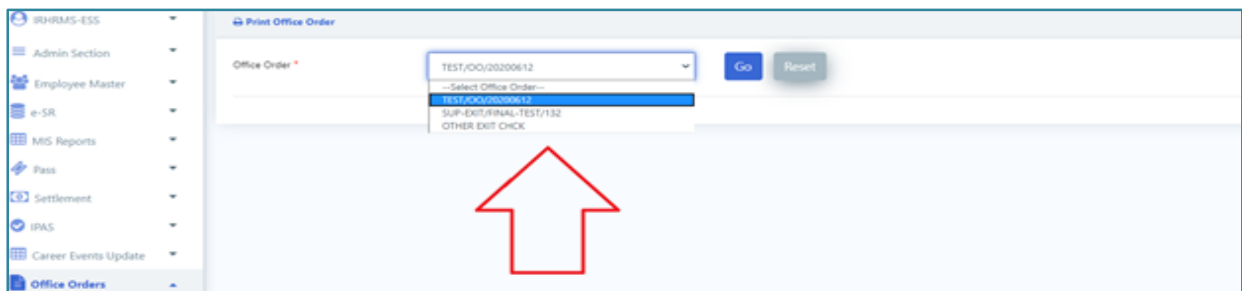 IRHRMS-ESS
Admin Section
Employee Master
e-SR
MIS Reports
Pass
Settlement
IPAS
Career Events Update
Office Orders
Print Office Order
Office Order *
TEST/OO/20200612
Go
Reset
--Select Office Order--
TEST/OO/20200612
SUP-EXIT/FINAL-TEST/132
OTHER EXIT CHCK